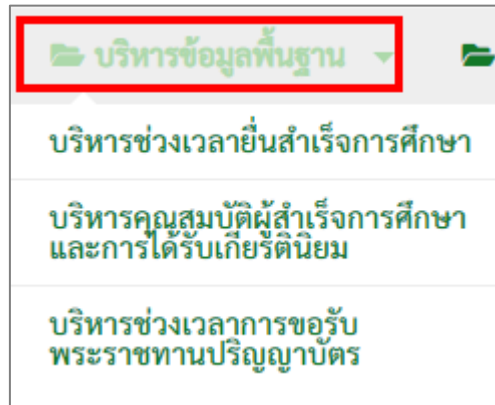 บริหารข้อมูลพื้นฐาน
บริหารช่วงเวลายื่นสำเร็จการศึกษา
บริหารคุณสมบัติผู้สำเร็จการศึกษา
และการได้รับเกียรตินิยม
บริหารช่วงเวลาการขอรับ
พระราชทานปริญญาบัตร